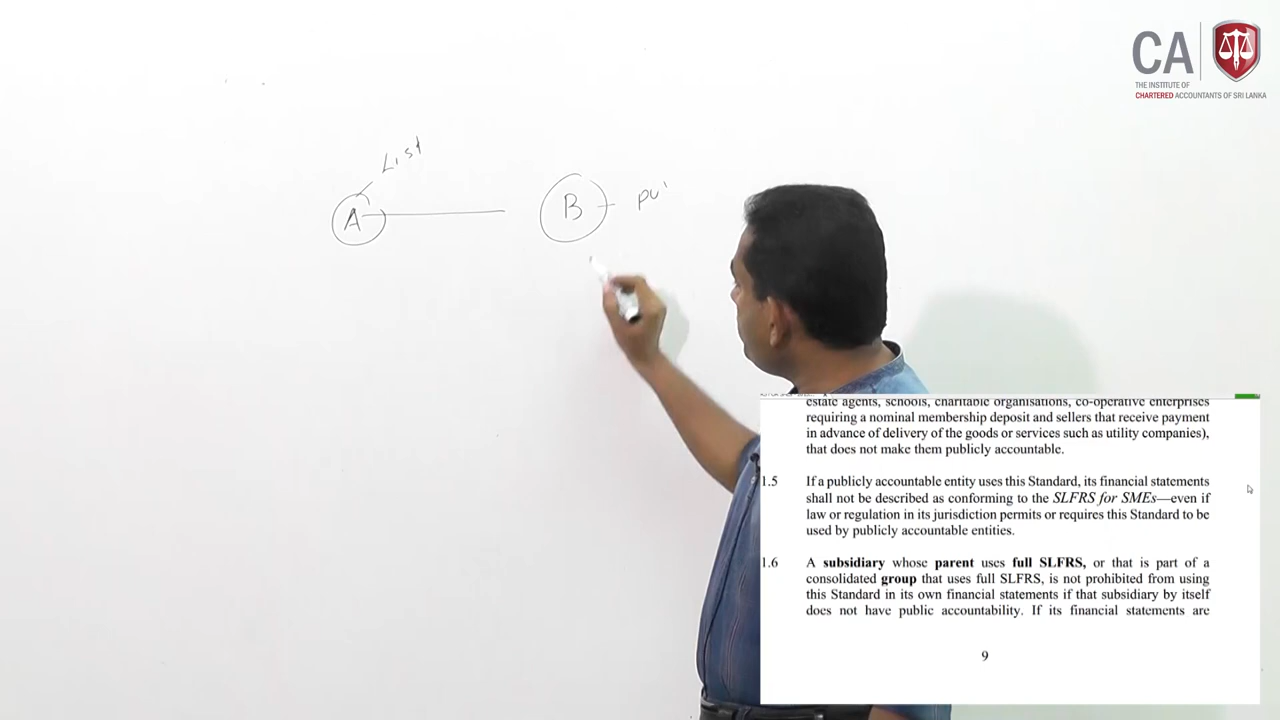 CA
THE INSTITUTE OF
CHARTERED ACCOUNTANTS OF SRI LANKA
List
A
B
estate agents, schools, charitable organisations, co-operative enterprises
requiring a nominal membership deposit and sellers that receive payment
in advance of delivery of the goods or services such as utility companies),
that does not make them publicly accountable.
1.5 If a publicly accountable entity uses this Standard, its financial statements
shall not be described as conforming to the SLFRS for SMEs—even if
law or regulation in its jurisdiction permits or requires this Standard to be
used by publicly accountable entities.
1.6 A subsidiary whose parent uses full SLFRS, or that is part of a
consolidated group that uses full SLFRS, is not prohibited from using
this Standard in its own financial statements if that subsidiary by itself
does not have public accountability. If its financial statements are
9